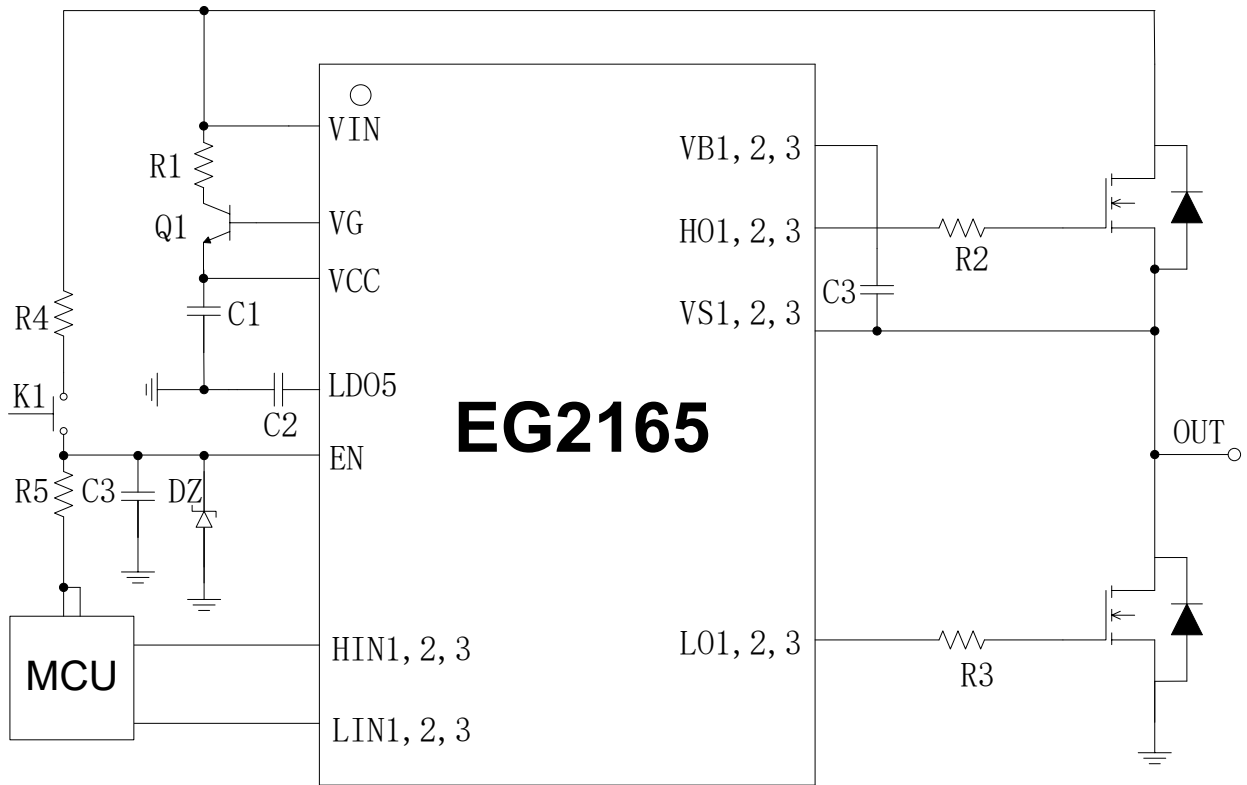 VIN
R1
VB1, 2, 3
Q1
VG
HO1, 2, 3
R2
VCC
C3
R4
C1
VS1, 2, 3
K1
LDO5
C2
EG2165
OUT
EN
R5
C3
DZ
MCU
HIN1, 2, 3
LO1, 2, 3
R3
LIN1, 2, 3